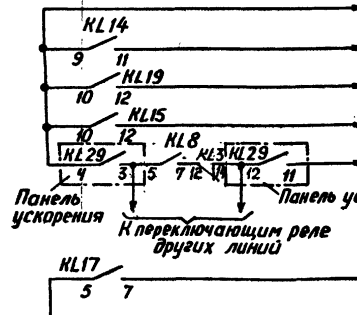 KL14
9 11
KL19
10 12
KL15
10 12
KL8
KL29 KL3 KL29
4 3 5 7 12 14 12 11
Панель ускорения
Панель ус
К переключающим реле
других линий
KL17
5 7